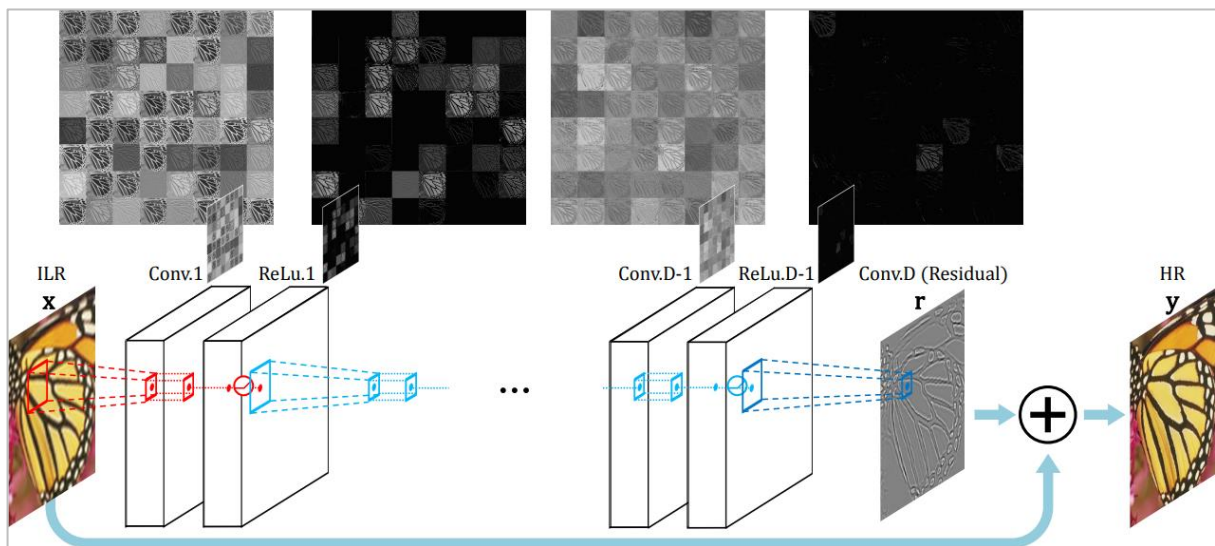 ILR
x
Conv.1
ReLu.1
...
Conv.D-1
ReLu.D-1
Conv.D (Residual)
r
HR
y